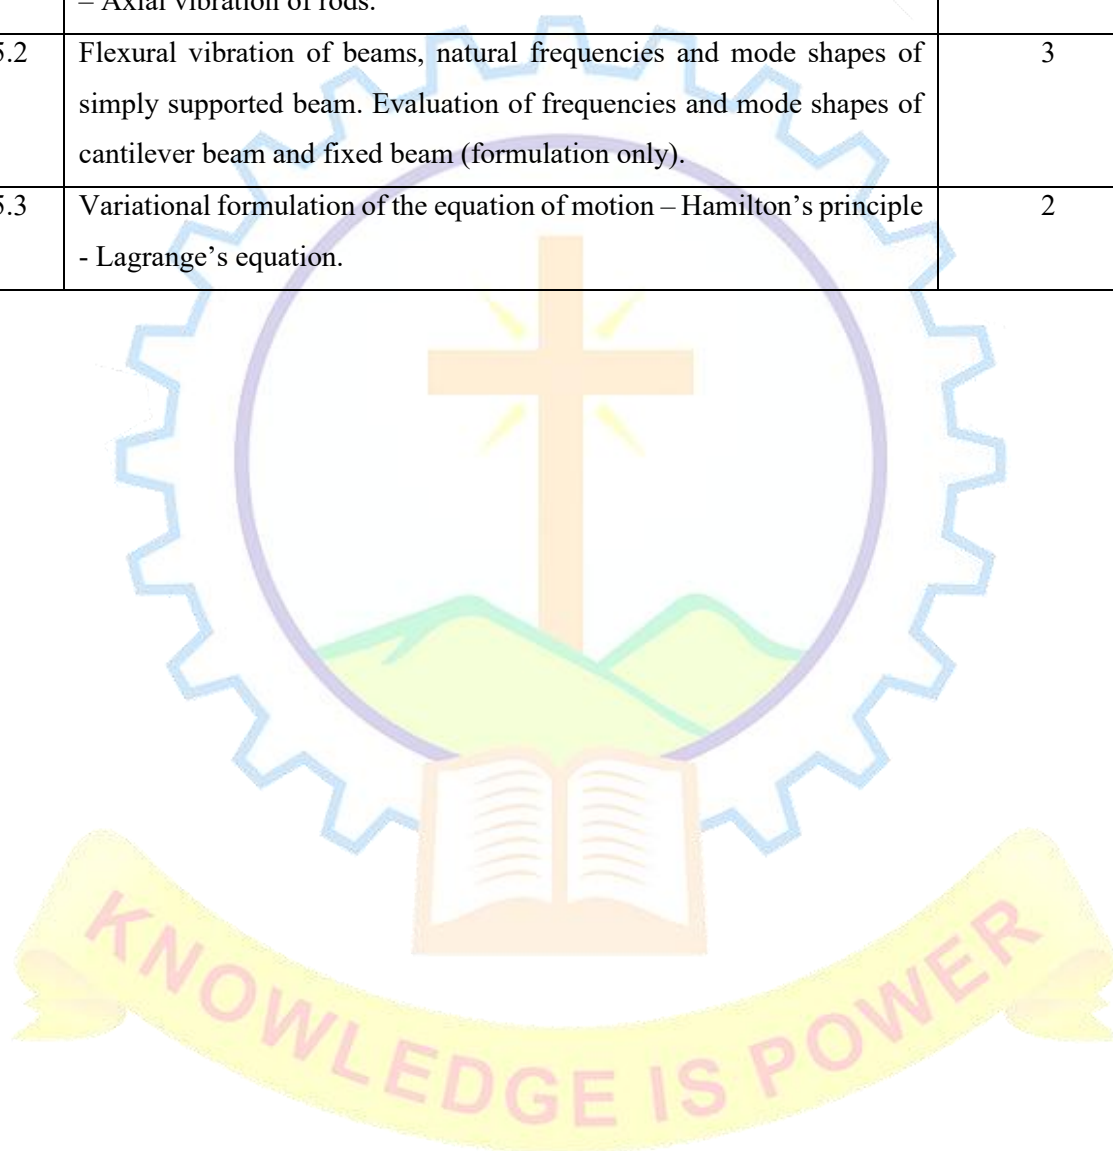 – Axial vibration of rods.
5.2 Flexural vibration of beams, natural frequencies and mode shapes of 3
simply supported beam. Evaluation of frequencies and mode shapes of
cantilever beam and fixed beam (formulation only).
5.3 Variational formulation of the equation of motion – Hamilton’s principle 2
- Lagrange’s equation.
KNOWLEDGE IS POWER